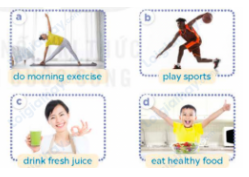 a
do morning exercise
b
play sports
c
drink fresh juice
d
eat healthy food